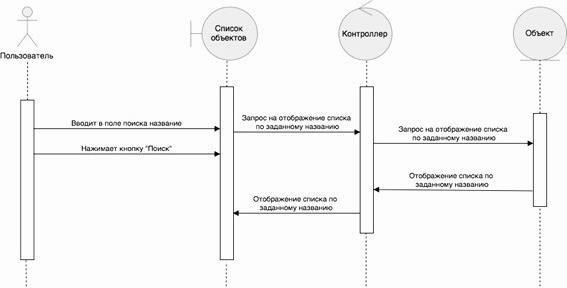 Пользователь
Список
объектов
Контроллер
Объект
Вводит в поле поиска название
Запрос на отображение списка
по заданному названию
Запрос на отображение списка
по заданному названию
Нажимает кнопку "Поиск"
Отображение списка по
заданному названию
Отображение списка по
заданному названию